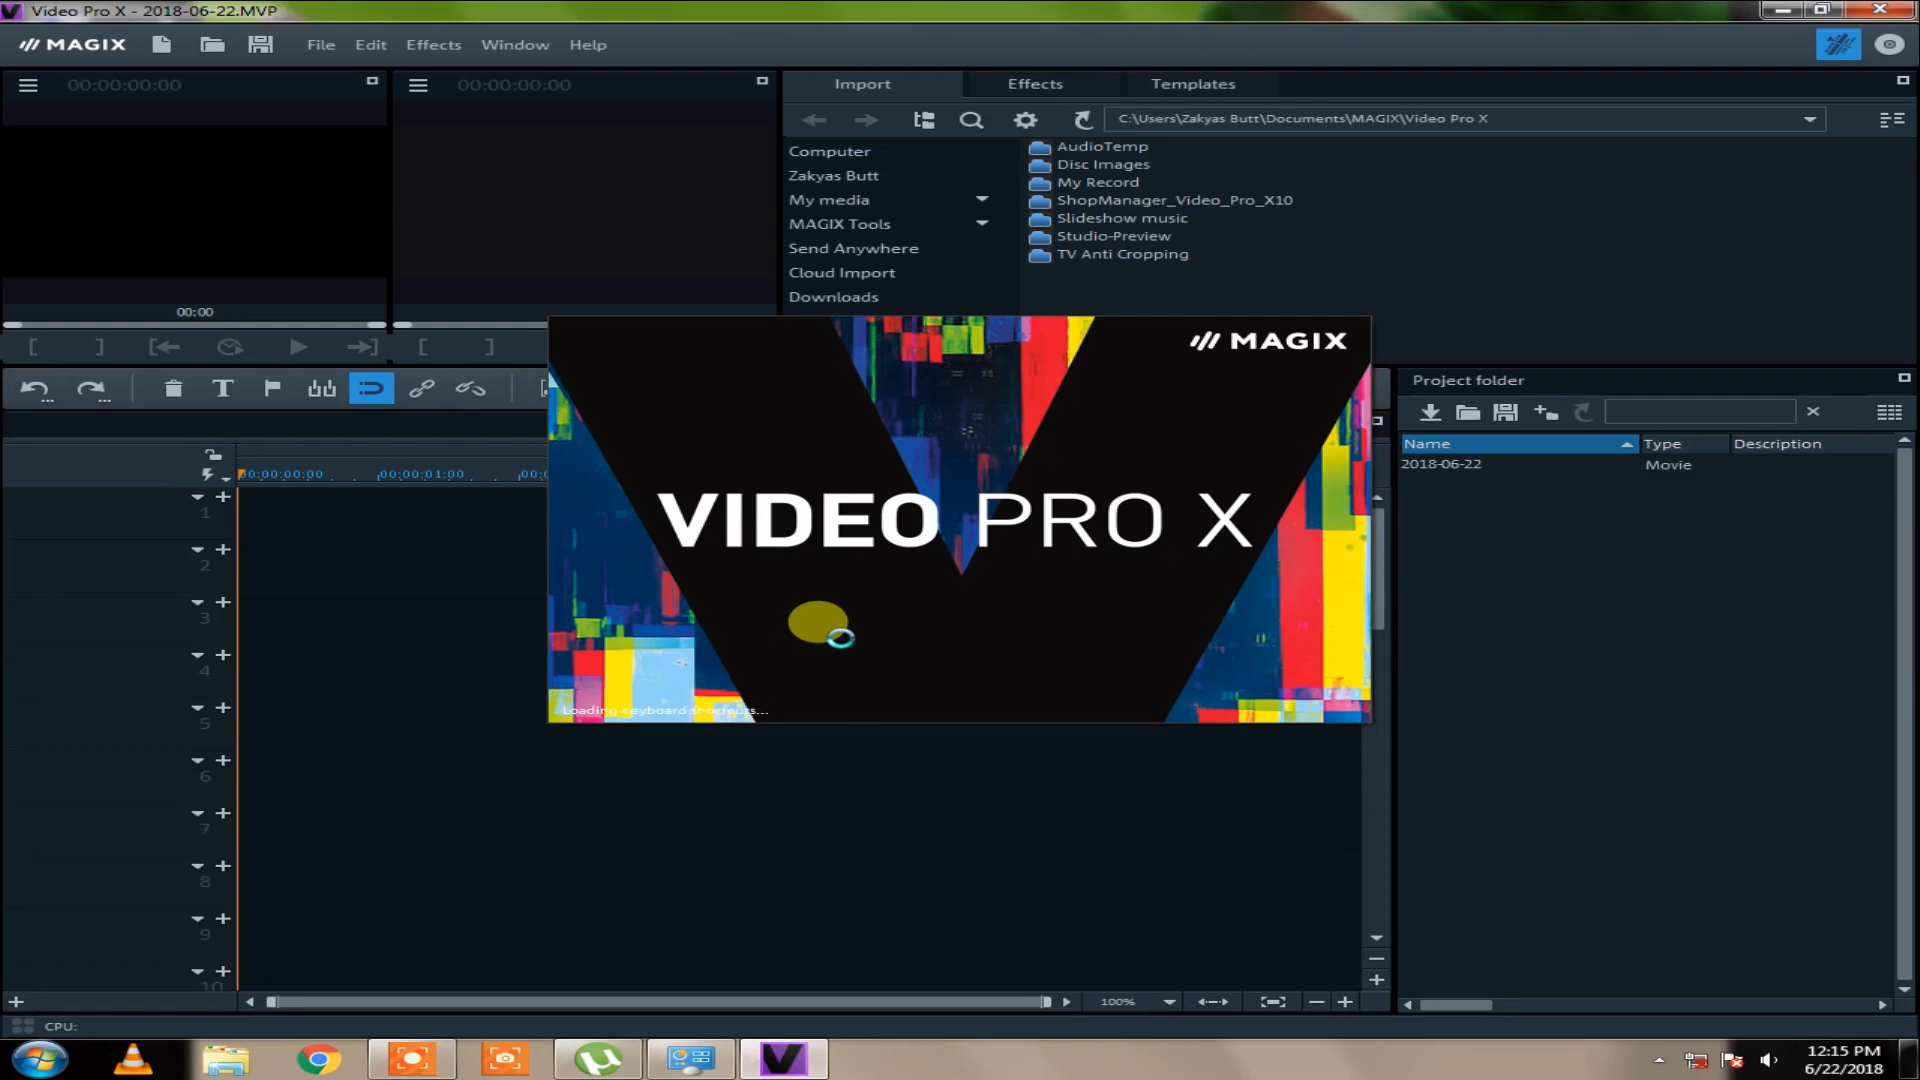 Video Pro X - 2018-06-22.MVP
MAGIX File Edit Effects Window Help
00:00:00:00 00:00:00:00 Import Effects Templates
C:\Users\Zakyas Butt\Documents\MAGIX\Video Pro X
Computer
Zakyas Butt
My media
MAGIX Tools
Send Anywhere
Cloud Import
Downloads
AudioTemp
Disc Images
My Record
ShopManager_Video_Pro_X10
Slideshow music
Studio-Preview
TV Anti Cropping
00:00
MAGIX
VIDEO PRO X
Loading keyboard shortcuts...
Project folder
Name Type Description
2018-06-22 Movie
00:00:00:00 00:00:01:00 00:0
1
2
3
4
5
6
7
8
9
10
100%
CPU:
12:15 PM
6/22/2018